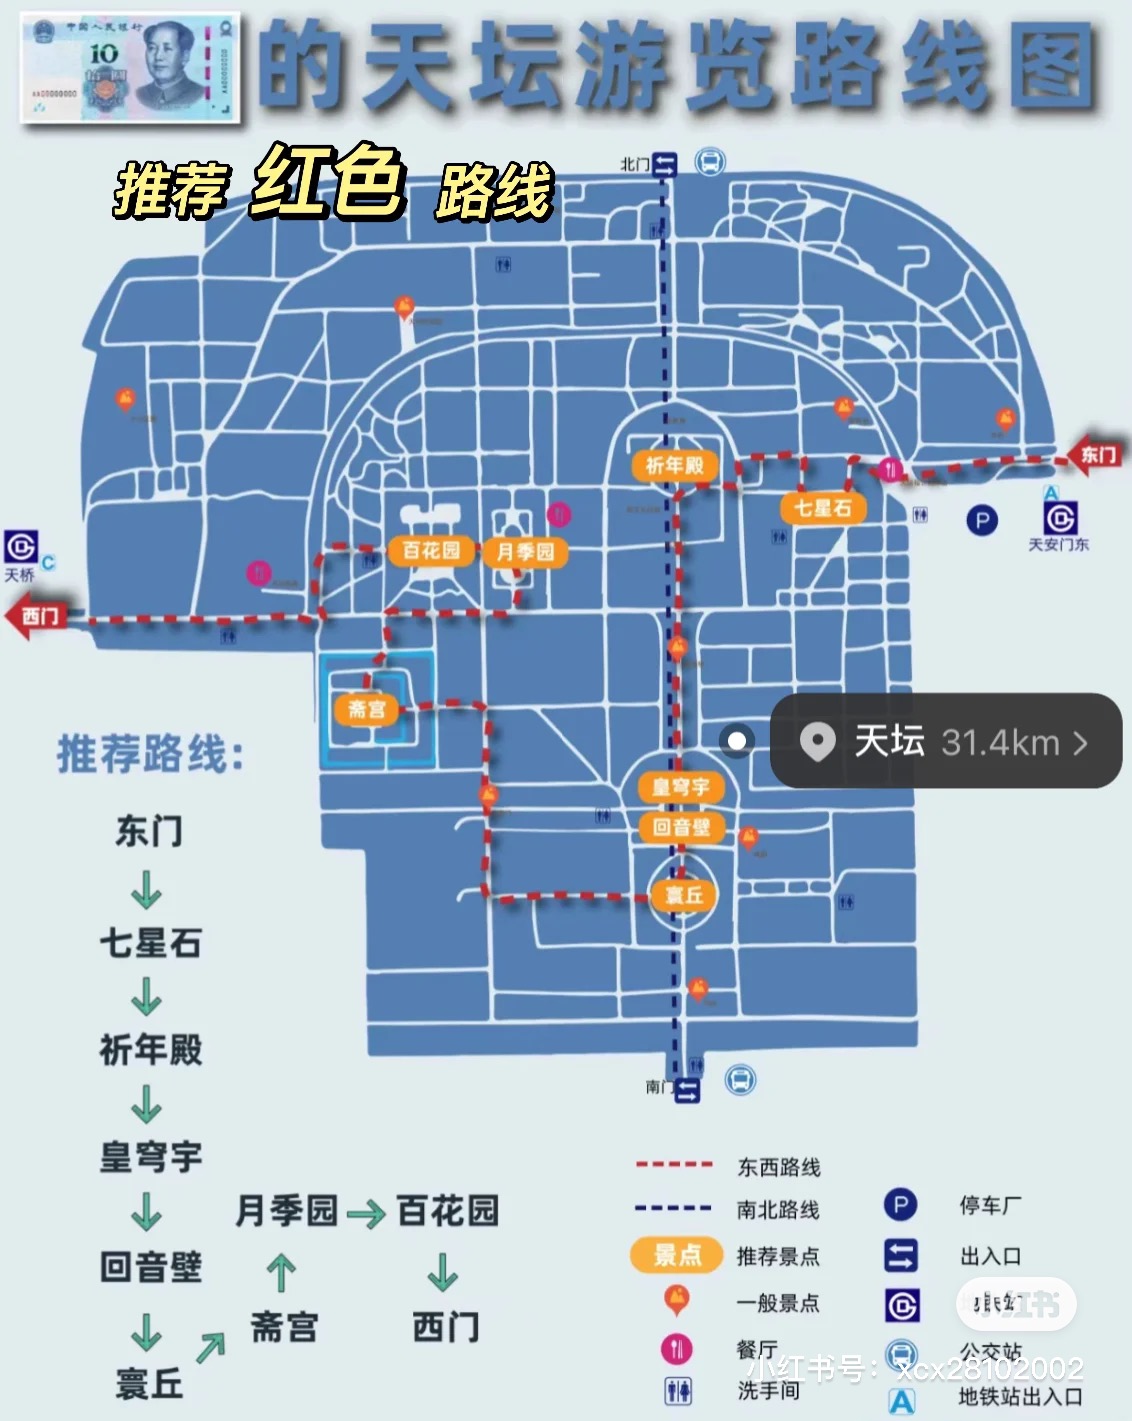 中国人民银行
10
的天坛游览路线图
推荐 红色 路线
北门
东门
祈年殿
七星石
P
A
天安门东
百花园
月季园
天桥
C
西门
斋宫
天坛 31.4km >
皇穹宇
回音壁
寰丘
南门
推荐路线:
东门
七星石
祈年殿
皇穹宇
回音壁
寰丘
斋宫
月季园
百花园
西门
东西路线
南北路线
景点 推荐景点
一般景点
餐厅
洗手间
P 停车厂
出入口
小红书
公交站
A 地铁站出入口
小红书号：xcx28102002